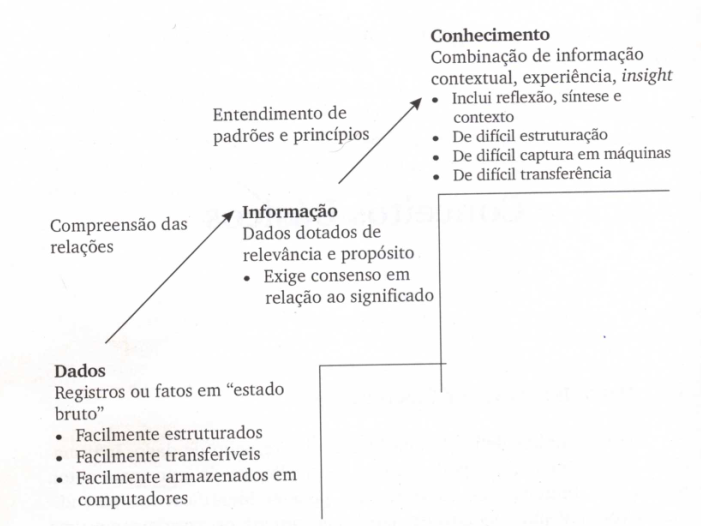 Conhecimento
Combinação de informação
contextual, experiência, insight
• Inclui reflexão, síntese e
contexto
• De difícil estruturação
• De difícil captura em máquinas
• De difícil transferência
Entendimento de
padrões e princípios
Informação
Dados dotados de
relevância e propósito
• Exige consenso em
relação ao significado
Compreensão das
relações
Dados
Registros ou fatos em “estado
bruto”
• Facilmente estruturados
• Facilmente transferíveis
• Facilmente armazenados em
computadores